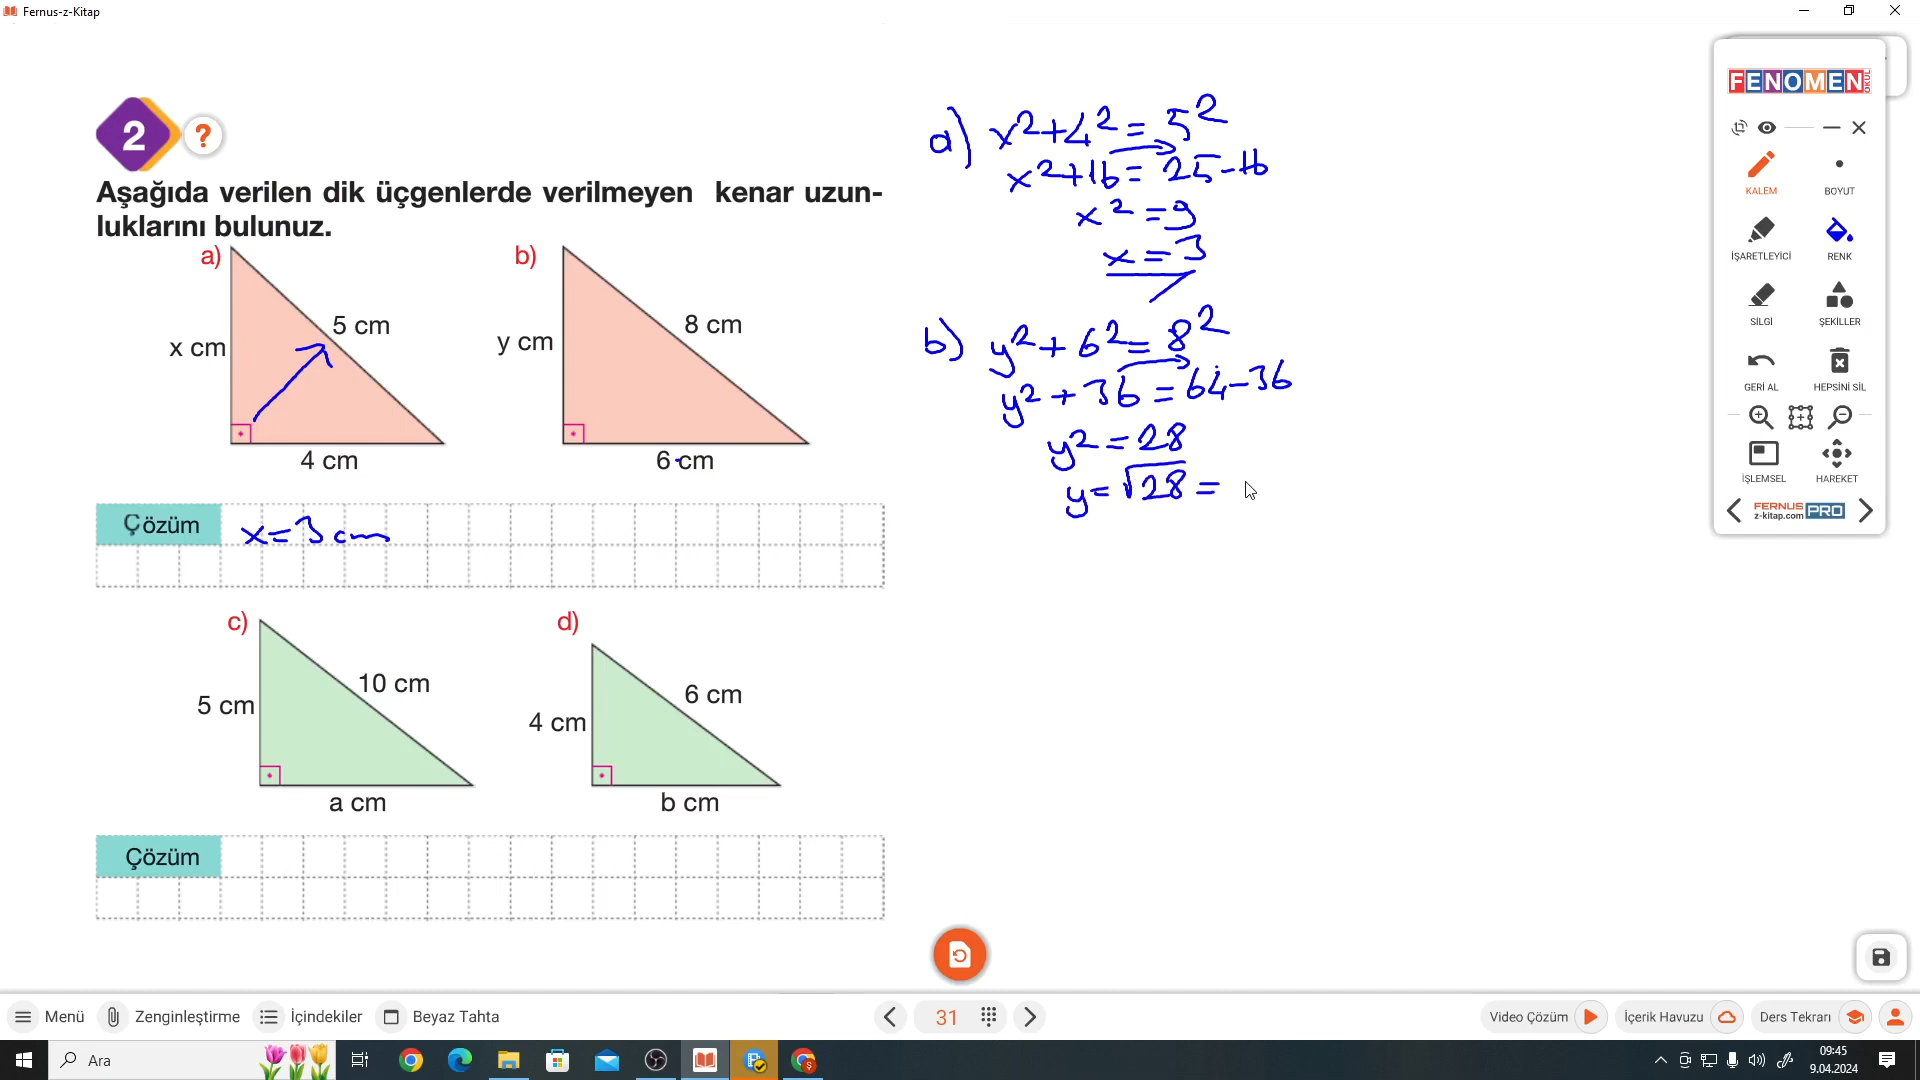 Fernus-z-Kitap
2 ?
Aşağıda verilen dik üçgenlerde verilmeyen kenar uzun-
luklarını bulunuz.
a)
x cm
5 cm
4 cm
b)
y cm
8 cm
6 cm
Çözüm
x=3 cm
c)
5 cm
10 cm
a cm
d)
4 cm
6 cm
b cm
Çözüm
a) x²+4²=5²
x²+16=25-16
x²=9
x=3
b) y²+6²=8²
y²+36=64-36
y²=28
y=√28=
FENOMEN OKUL
KALEM
BOYUT
İŞARETLEYİCİ
RENK
SİLGİ
ŞEKİLLER
GERİ AL
HEPSİNİ SİL
İŞLEMSEL
HAREKET
FERNUS
z-kitap.com PRO
Menü
Zenginleştirme
İçindekiler
Beyaz Tahta
31
Video Çözüm
İçerik Havuzu
Ders Tekrarı
Ara
09:45
9.04.2024